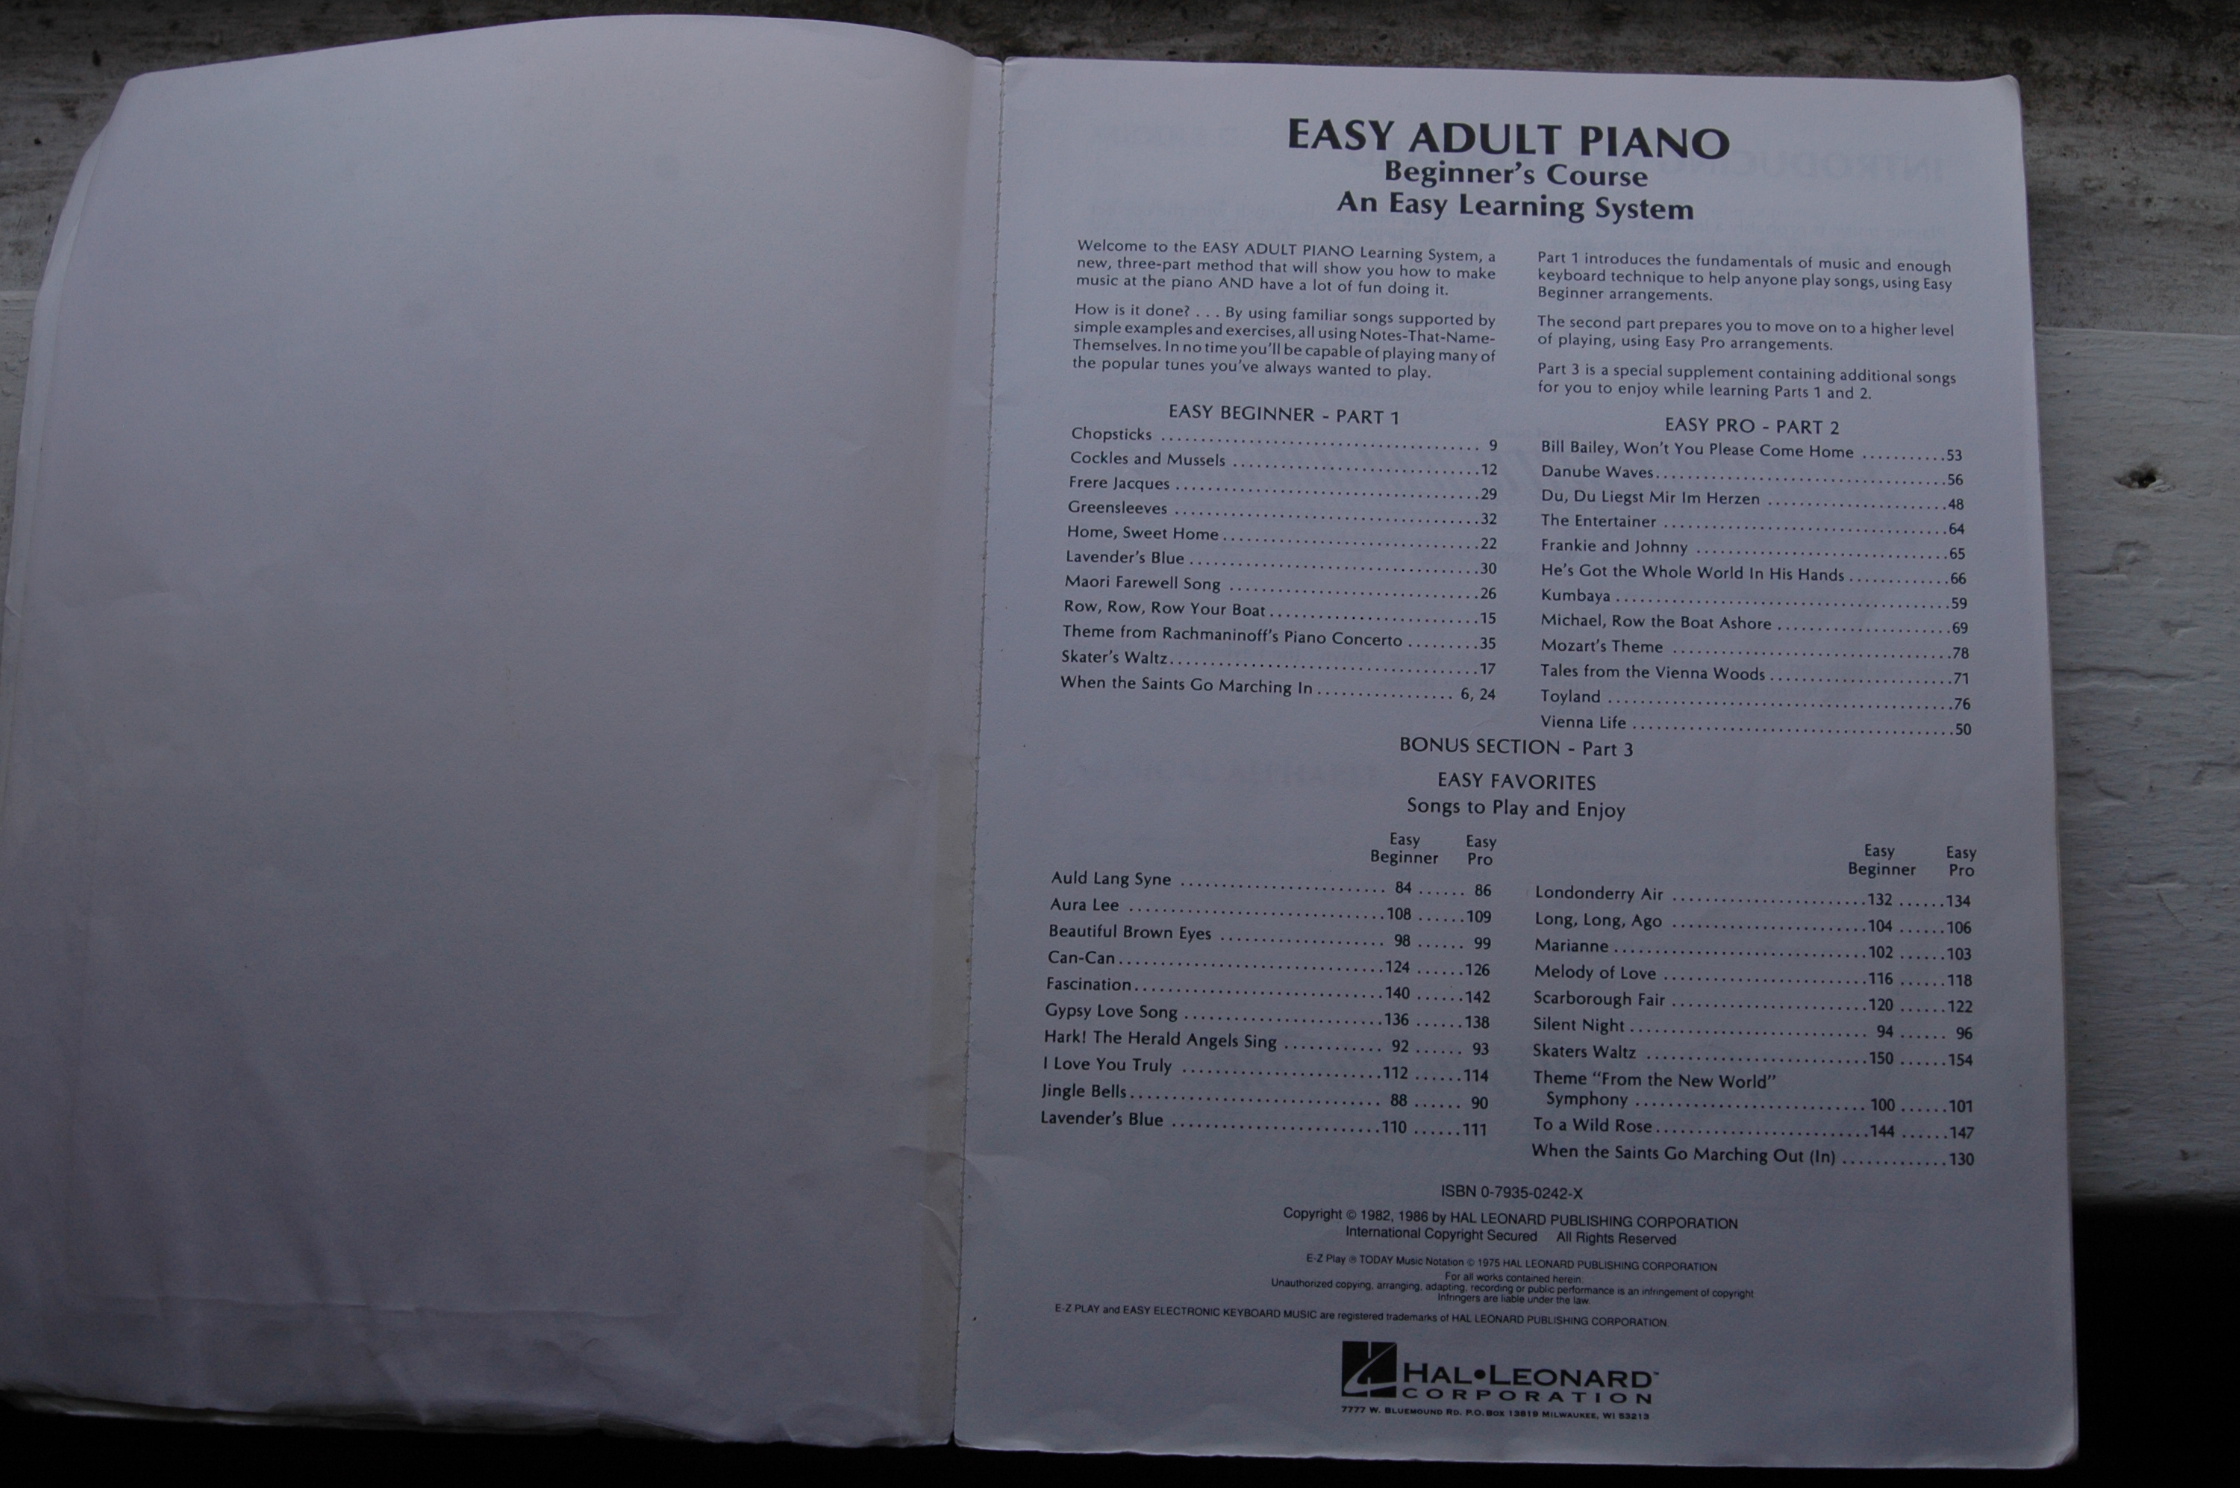 EASY ADULT PIANO
Beginner's Course
An Easy Learning System
Welcome to the EASY ADULT PIANO Learning System, a
new, three-part method that will show you how to make
music at the piano AND have a lot of fun doing it.
How is it done? . . . By using familiar songs supported by
simple examples and exercises, all using Notes-That-Name-
Themselves. In no time you'll be capable of playing many of
the popular tunes you've always wanted to play.
Part 1 introduces the fundamentals of music and enough
keyboard technique to help anyone play songs, using Easy
Beginner arrangements.
The second part prepares you to move on to a higher level
of playing, using Easy Pro arrangements.
Part 3 is a special supplement containing additional songs
for you to enjoy while learning Parts 1 and 2.
EASY BEGINNER - PART 1
Chopsticks ........ 9
Cockles and Mussels ........ 12
Frere Jacques ........ 29
Greensleeves ........ 32
Home, Sweet Home ........ 22
Lavender's Blue ........ 30
Maori Farewell Song ........ 26
Row, Row, Row Your Boat ........ 15
Theme from Rachmaninoff's Piano Concerto ........ 35
Skater's Waltz ........ 17
When the Saints Go Marching In ........ 6, 24
EASY PRO - PART 2
Bill Bailey, Won't You Please Come Home ........ 53
Danube Waves ........ 56
Du, Du Liegst Mir Im Herzen ........ 48
The Entertainer ........ 64
Frankie and Johnny ........ 65
He's Got the Whole World In His Hands ........ 66
Kumbaya ........ 59
Michael, Row the Boat Ashore ........ 69
Mozart's Theme ........ 78
Tales from the Vienna Woods ........ 71
Toyland ........ 76
Vienna Life ........ 50
BONUS SECTION - Part 3
EASY FAVORITES
Songs to Play and Enjoy
Easy Easy
Beginner Pro
Auld Lang Syne ........ 84 ...... 86
Aura Lee ........ 108 ...... 109
Beautiful Brown Eyes ........ 98 ...... 99
Can-Can ........ 124 ...... 126
Fascination ........ 140 ...... 142
Gypsy Love Song ........ 136 ...... 138
Hark! The Herald Angels Sing ........ 92 ...... 93
I Love You Truly ........ 112 ...... 114
Jingle Bells ........ 88 ...... 90
Lavender's Blue ........ 110 ...... 111
Easy Easy
Beginner Pro
Londonderry Air ........ 132 ...... 134
Long, Long, Ago ........ 104 ...... 106
Marianne ........ 102 ...... 103
Melody of Love ........ 116 ...... 118
Scarborough Fair ........ 120 ...... 122
Silent Night ........ 94 ...... 96
Skaters Waltz ........ 150 ...... 154
Theme "From the New World"
Symphony ........ 100 ...... 101
To a Wild Rose ........ 144 ...... 147
When the Saints Go Marching Out (In) ........ 130
ISBN 0-7935-0242-X
Copyright © 1982, 1986 by HAL LEONARD PUBLISHING CORPORATION
International Copyright Secured All Rights Reserved
E-Z Play ® TODAY Music Notation © 1975 HAL LEONARD PUBLISHING CORPORATION
For all works contained herein:
Unauthorized copying, arranging, adapting, recording or public performance is an infringement of copyright
Infringers are liable under the law.
E-Z PLAY and EASY ELECTRONIC KEYBOARD MUSIC are registered trademarks of HAL LEONARD PUBLISHING CORPORATION
HAL•LEONARD™
CORPORATION
7777 W. BLUEMOUND RD. P.O. BOX 13819 MILWAUKEE, WI 53213